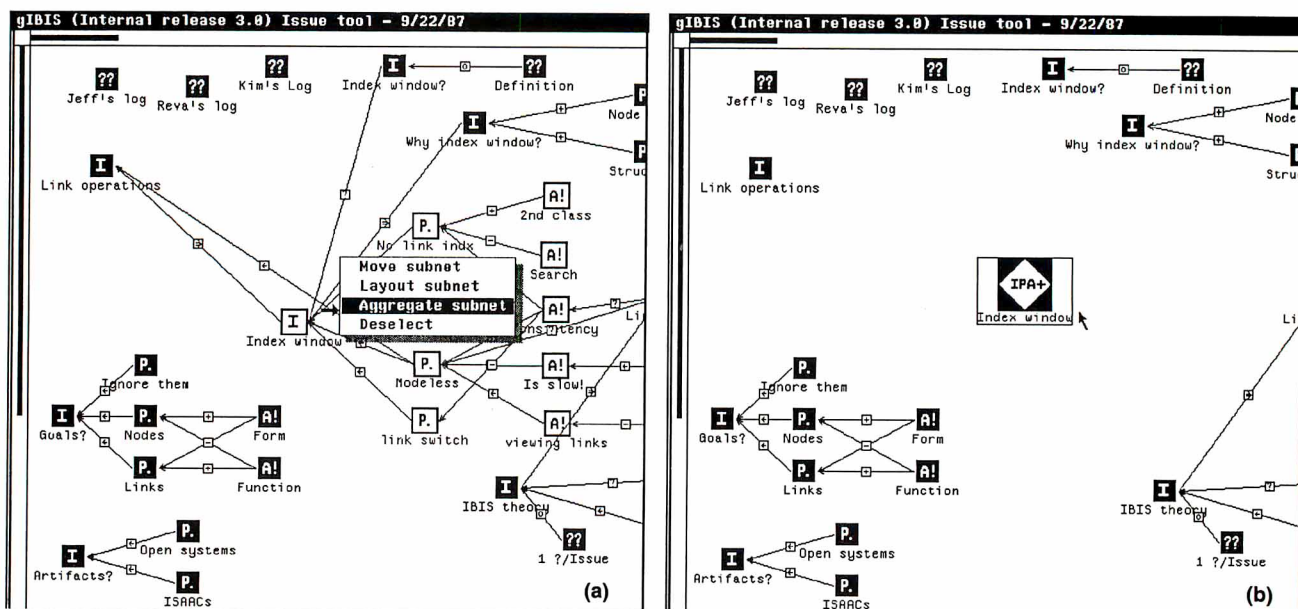 gIBIS (Internal release 3.0) Issue tool - 9/22/87
?? ?? ?? I ??
Jeff's log Reva's log Kim's Log Index window? Definition
I P
Why index window? Node
I P
Link operations Struc
A!
2nd class
P.
No link indx
A!
Search
Move subnet
Layout subnet
Aggregate subnet
Deselect
I A!
Index window
P. A!
Modeless Is slow!
P. A!
link switch viewing links
P.
Ignore them
I P. A!
Goals? Nodes Form
P. A!
Links Function
I
IBIS theory
??
1 ?/Issue
P.
Open systems
I
Artifacts?
P.
ISAACs
(a)
gIBIS (Internal release 3.0) Issue tool - 9/22/87
?? ?? ?? I ??
Jeff's log Reva's log Kim's Log Index window? Definition
I
Why index window? Node
I
Link operations Struc
IPA+
Index window
Li
P.
Ignore them
I P. A!
Goals? Nodes Form
P. A!
Links Function
I
IBIS theory
??
1 ?/Issue
P.
Open systems
I
Artifacts?
P.
ISAACs
(b)